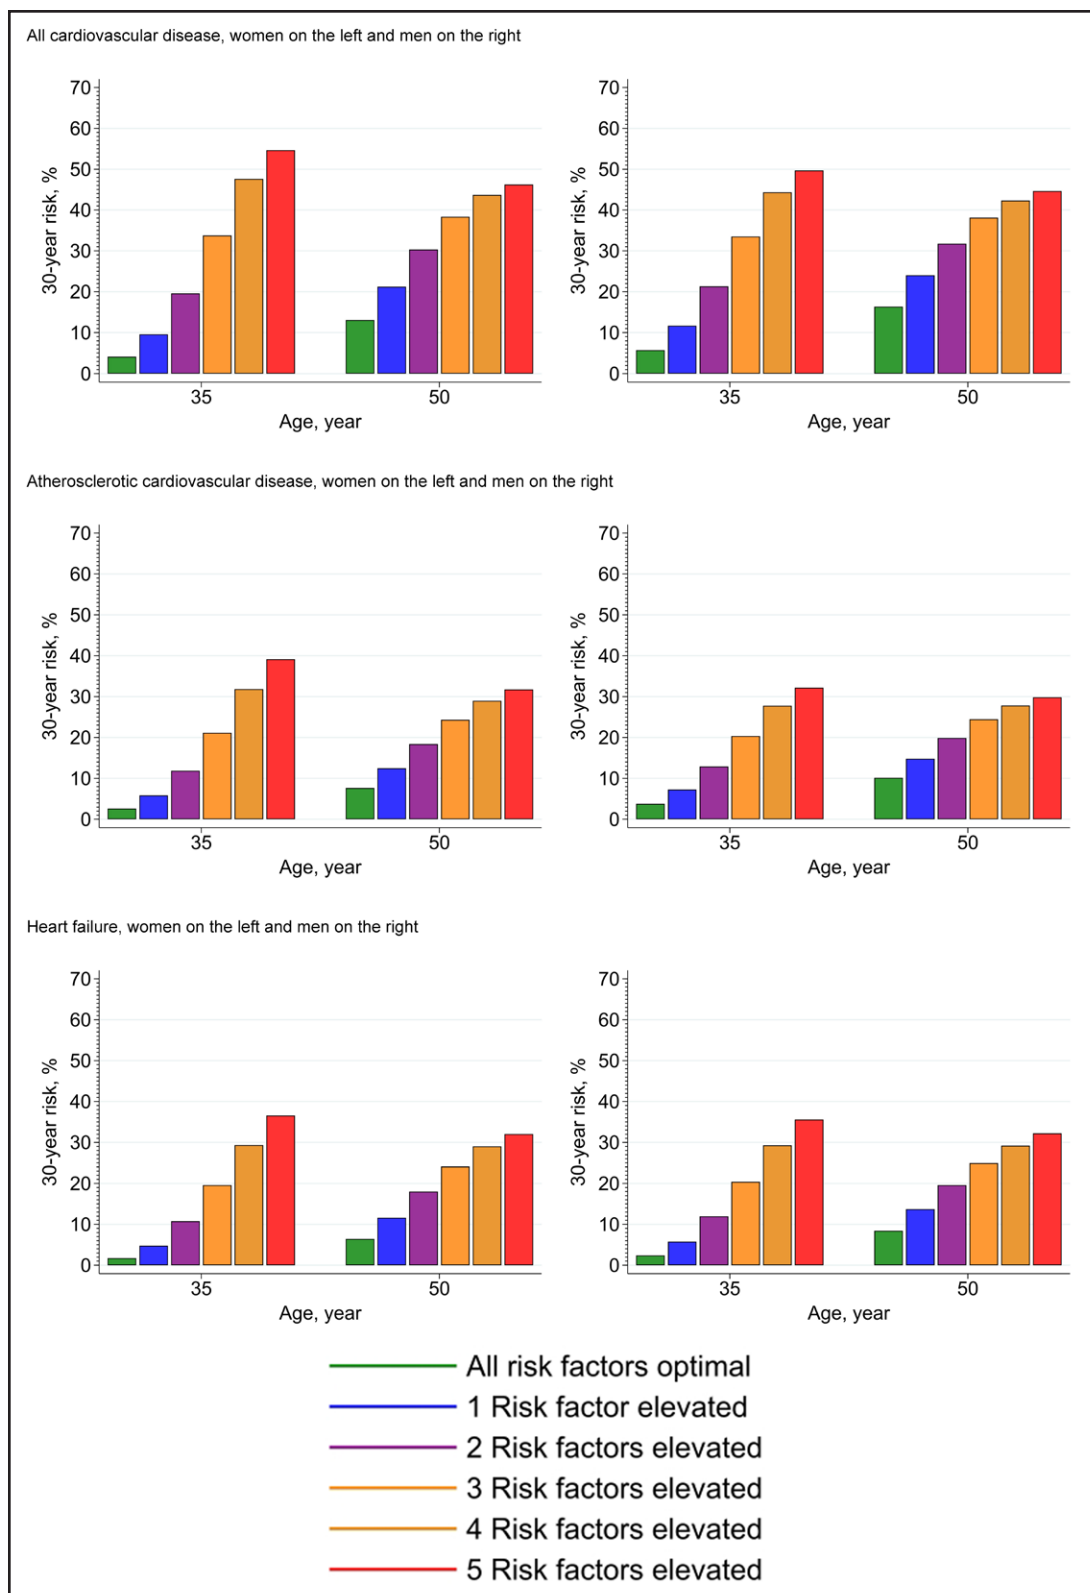 All cardiovascular disease, women on the left and men on the right
70
60
50
40
30
20
10
0
30-year risk, %
35 50
Age, year
70
60
50
40
30
20
10
0
30-year risk, %
35 50
Age, year
Atherosclerotic cardiovascular disease, women on the left and men on the right
70
60
50
40
30
20
10
0
30-year risk, %
35 50
Age, year
70
60
50
40
30
20
10
0
30-year risk, %
35 50
Age, year
Heart failure, women on the left and men on the right
70
60
50
40
30
20
10
0
30-year risk, %
35 50
Age, year
70
60
50
40
30
20
10
0
30-year risk, %
35 50
Age, year
All risk factors optimal
1 Risk factor elevated
2 Risk factors elevated
3 Risk factors elevated
4 Risk factors elevated
5 Risk factors elevated